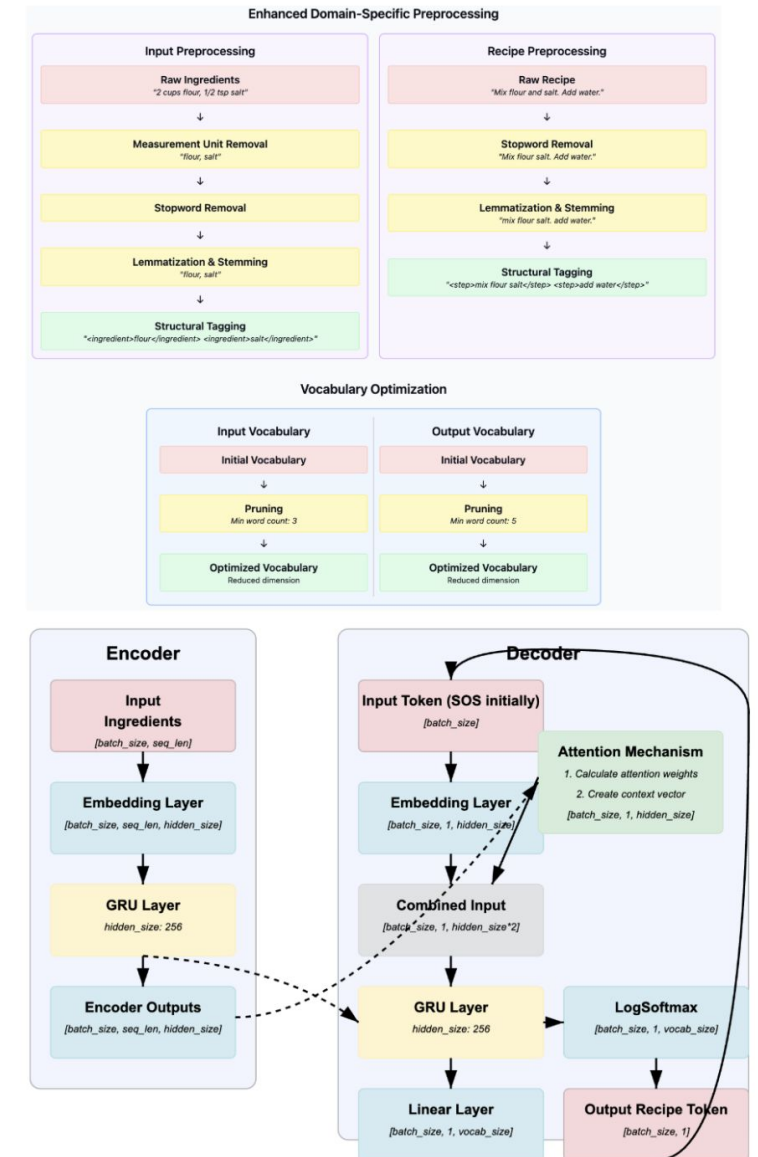 Enhanced Domain-Specific Preprocessing
Input Preprocessing
Raw Ingredients
"2 cups flour, 1/2 tsp salt"
↓
Measurement Unit Removal
"flour, salt"
↓
Stopword Removal
↓
Lemmatization & Stemming
"flour, salt"
↓
Structural Tagging
"<ingredient>flour</ingredient> <ingredient>salt</ingredient>"
Recipe Preprocessing
Raw Recipe
"Mix flour and salt. Add water."
↓
Stopword Removal
"Mix flour salt. Add water."
↓
Lemmatization & Stemming
"mix flour salt. add water."
↓
Structural Tagging
"<step>mix flour salt</step> <step>add water</step>"
Vocabulary Optimization
Input Vocabulary
Initial Vocabulary
↓
Pruning
Min word count: 3
↓
Optimized Vocabulary
Reduced dimension
Output Vocabulary
Initial Vocabulary
↓
Pruning
Min word count: 5
↓
Optimized Vocabulary
Reduced dimension
Encoder
Input
Ingredients
[batch_size, seq_len]
Embedding Layer
[batch_size, seq_len, hidden_size]
GRU Layer
hidden_size: 256
Encoder Outputs
[batch_size, seq_len, hidden_size]
Decoder
Input Token (SOS initially)
[batch_size]
Embedding Layer
[batch_size, 1, hidden_size]
Attention Mechanism
1. Calculate attention weights
2. Create context vector
[batch_size, 1, hidden_size]
Combined Input
[batch_size, 1, hidden_size*2]
GRU Layer
hidden_size: 256
LogSoftmax
[batch_size, 1, vocab_size]
Linear Layer
[batch_size, 1, vocab_size]
Output Recipe Token
[batch_size, 1]